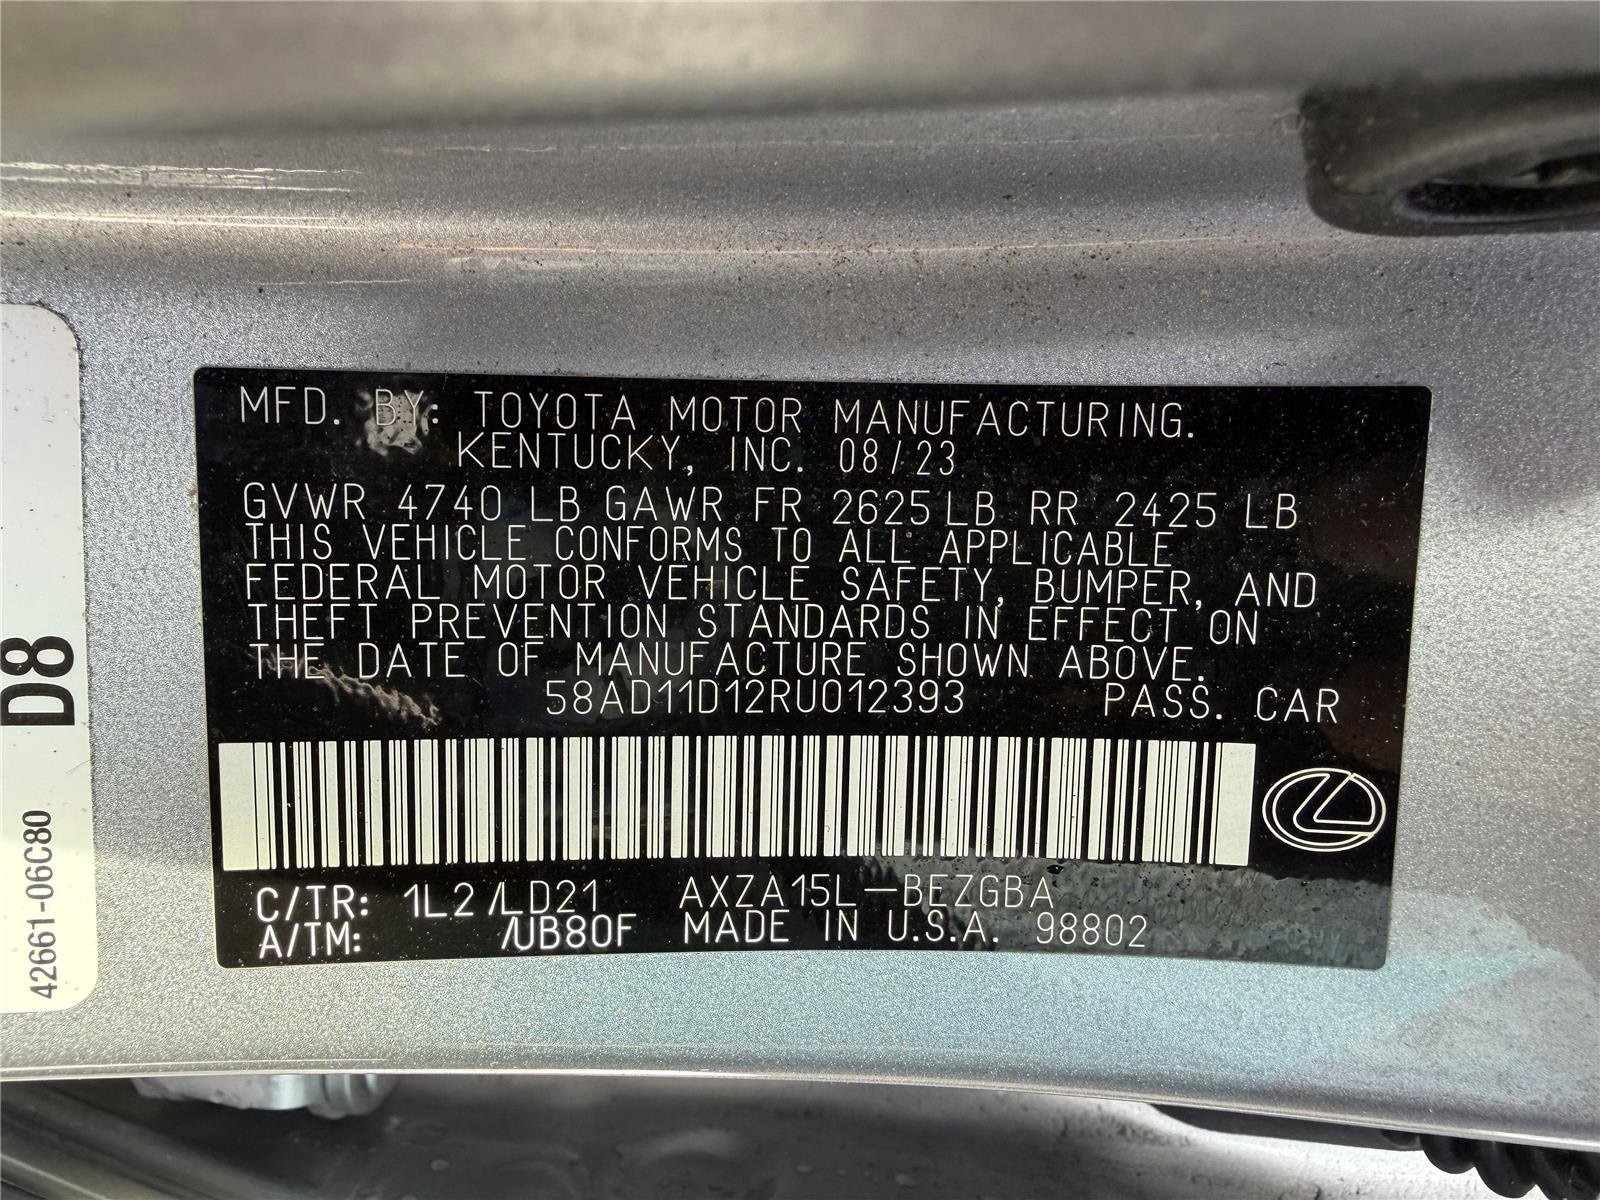 MFD. BY: TOYOTA MOTOR MANUFACTURING.
KENTUCKY, INC. 08/23
GVWR 4740 LB GAWR FR 2625 LB RR 2425 LB
THIS VEHICLE CONFORMS TO ALL APPLICABLE
FEDERAL MOTOR VEHICLE SAFETY, BUMPER, AND
THEFT PREVENTION STANDARDS IN EFFECT ON
THE DATE OF MANUFACTURE SHOWN ABOVE.
58AD11D12RU012393 PASS. CAR
C/TR: 1L2/LD21 AXZA15L-BEZGBA
A/TM: /UB80F MADE IN U.S.A. 98802
D8
42661-06C80